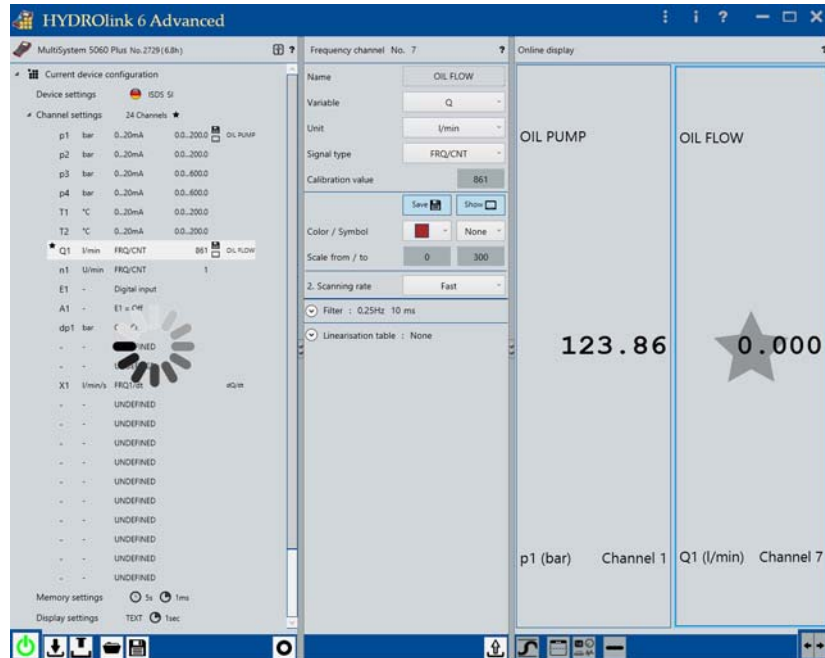 HYDROlink 6 Advanced
MultiSystem 5060 Plus No.2729 (6.8h)
?
Current device configuration
Device settings ISDS SI
Channel settings 24 Channels ★
p1 bar 0..20mA 0.0...200.0 OIL PUMP
p2 bar 0..20mA 0.0...200.0
p3 bar 0..20mA 0.0...600.0
p4 bar 0..20mA 0.0...600.0
T1 °C 0..20mA 0.0...200.0
T2 °C 0..20mA 0.0...200.0
★ Q1 l/min FRQ/CNT 861 OIL FLOW
n1 U/min FRQ/CNT 1
E1 - Digital input
A1 - E1 = Off
dp1 bar
- -
- -
X1 l/min/s FRQ1/dt dQ/dt
- - UNDEFINED
- - UNDEFINED
- - UNDEFINED
- - UNDEFINED
- - UNDEFINED
- - UNDEFINED
- - UNDEFINED
- - UNDEFINED
- - UNDEFINED
- - UNDEFINED
Memory settings 5s 1ms
Display settings TEXT 1sec
Frequency channel No. 7 ?
Name OIL FLOW
Variable Q
Unit l/min
Signal type FRQ/CNT
Calibration value 861
Save Show
Color / Symbol None
Scale from / to 0 300
2. Scanning rate Fast
Filter : 0.25Hz 10 ms
Linearisation table : None
Online display
OIL PUMP
123.86
p1 (bar) Channel 1
OIL FLOW
0.000
Q1 (l/min) Channel 7